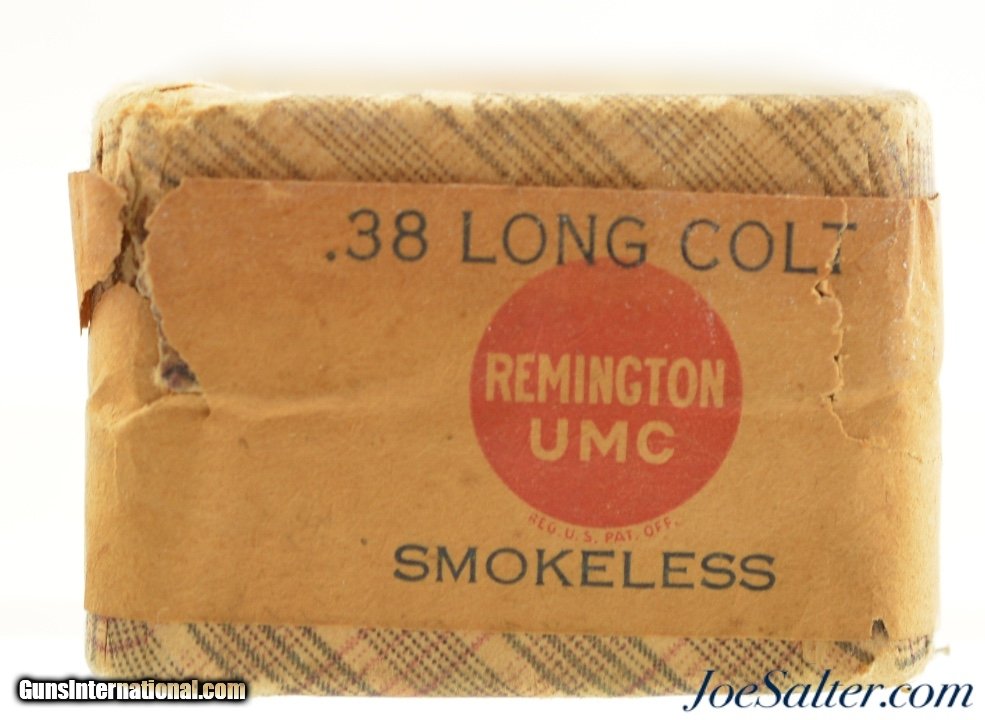 .38 LONG COLT
REMINGTON
UMC
REG. U.S. PAT. OFF.
SMOKELESS
GunsInternational.com
JoeSalter.com